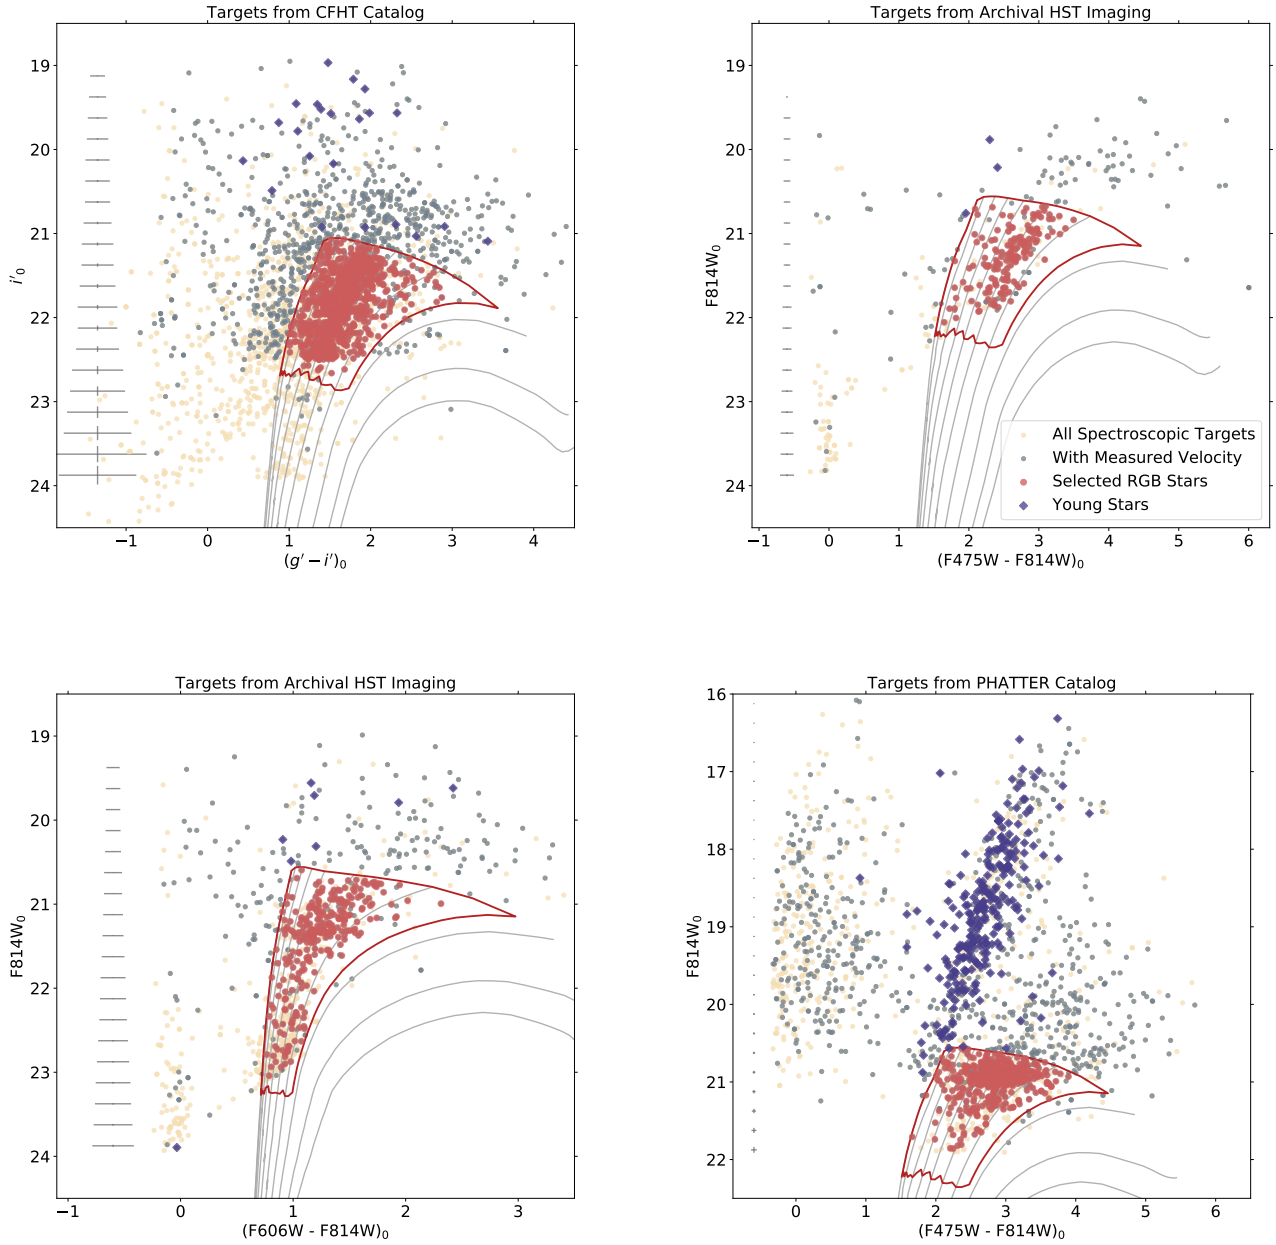 Targets from CFHT Catalog
19
20
21
22
23
24
i'₀
−1 0 1 2 3 4
(g′ − i′)₀
Targets from Archival HST Imaging
19
20
21
22
23
24
F814W₀
All Spectroscopic Targets
With Measured Velocity
Selected RGB Stars
Young Stars
−1 0 1 2 3 4 5 6
(F475W - F814W)₀
Targets from Archival HST Imaging
19
20
21
22
23
24
F814W₀
−1 0 1 2 3
(F606W - F814W)₀
Targets from PHATTER Catalog
16
17
18
19
20
21
22
F814W₀
0 1 2 3 4 5 6
(F475W - F814W)₀